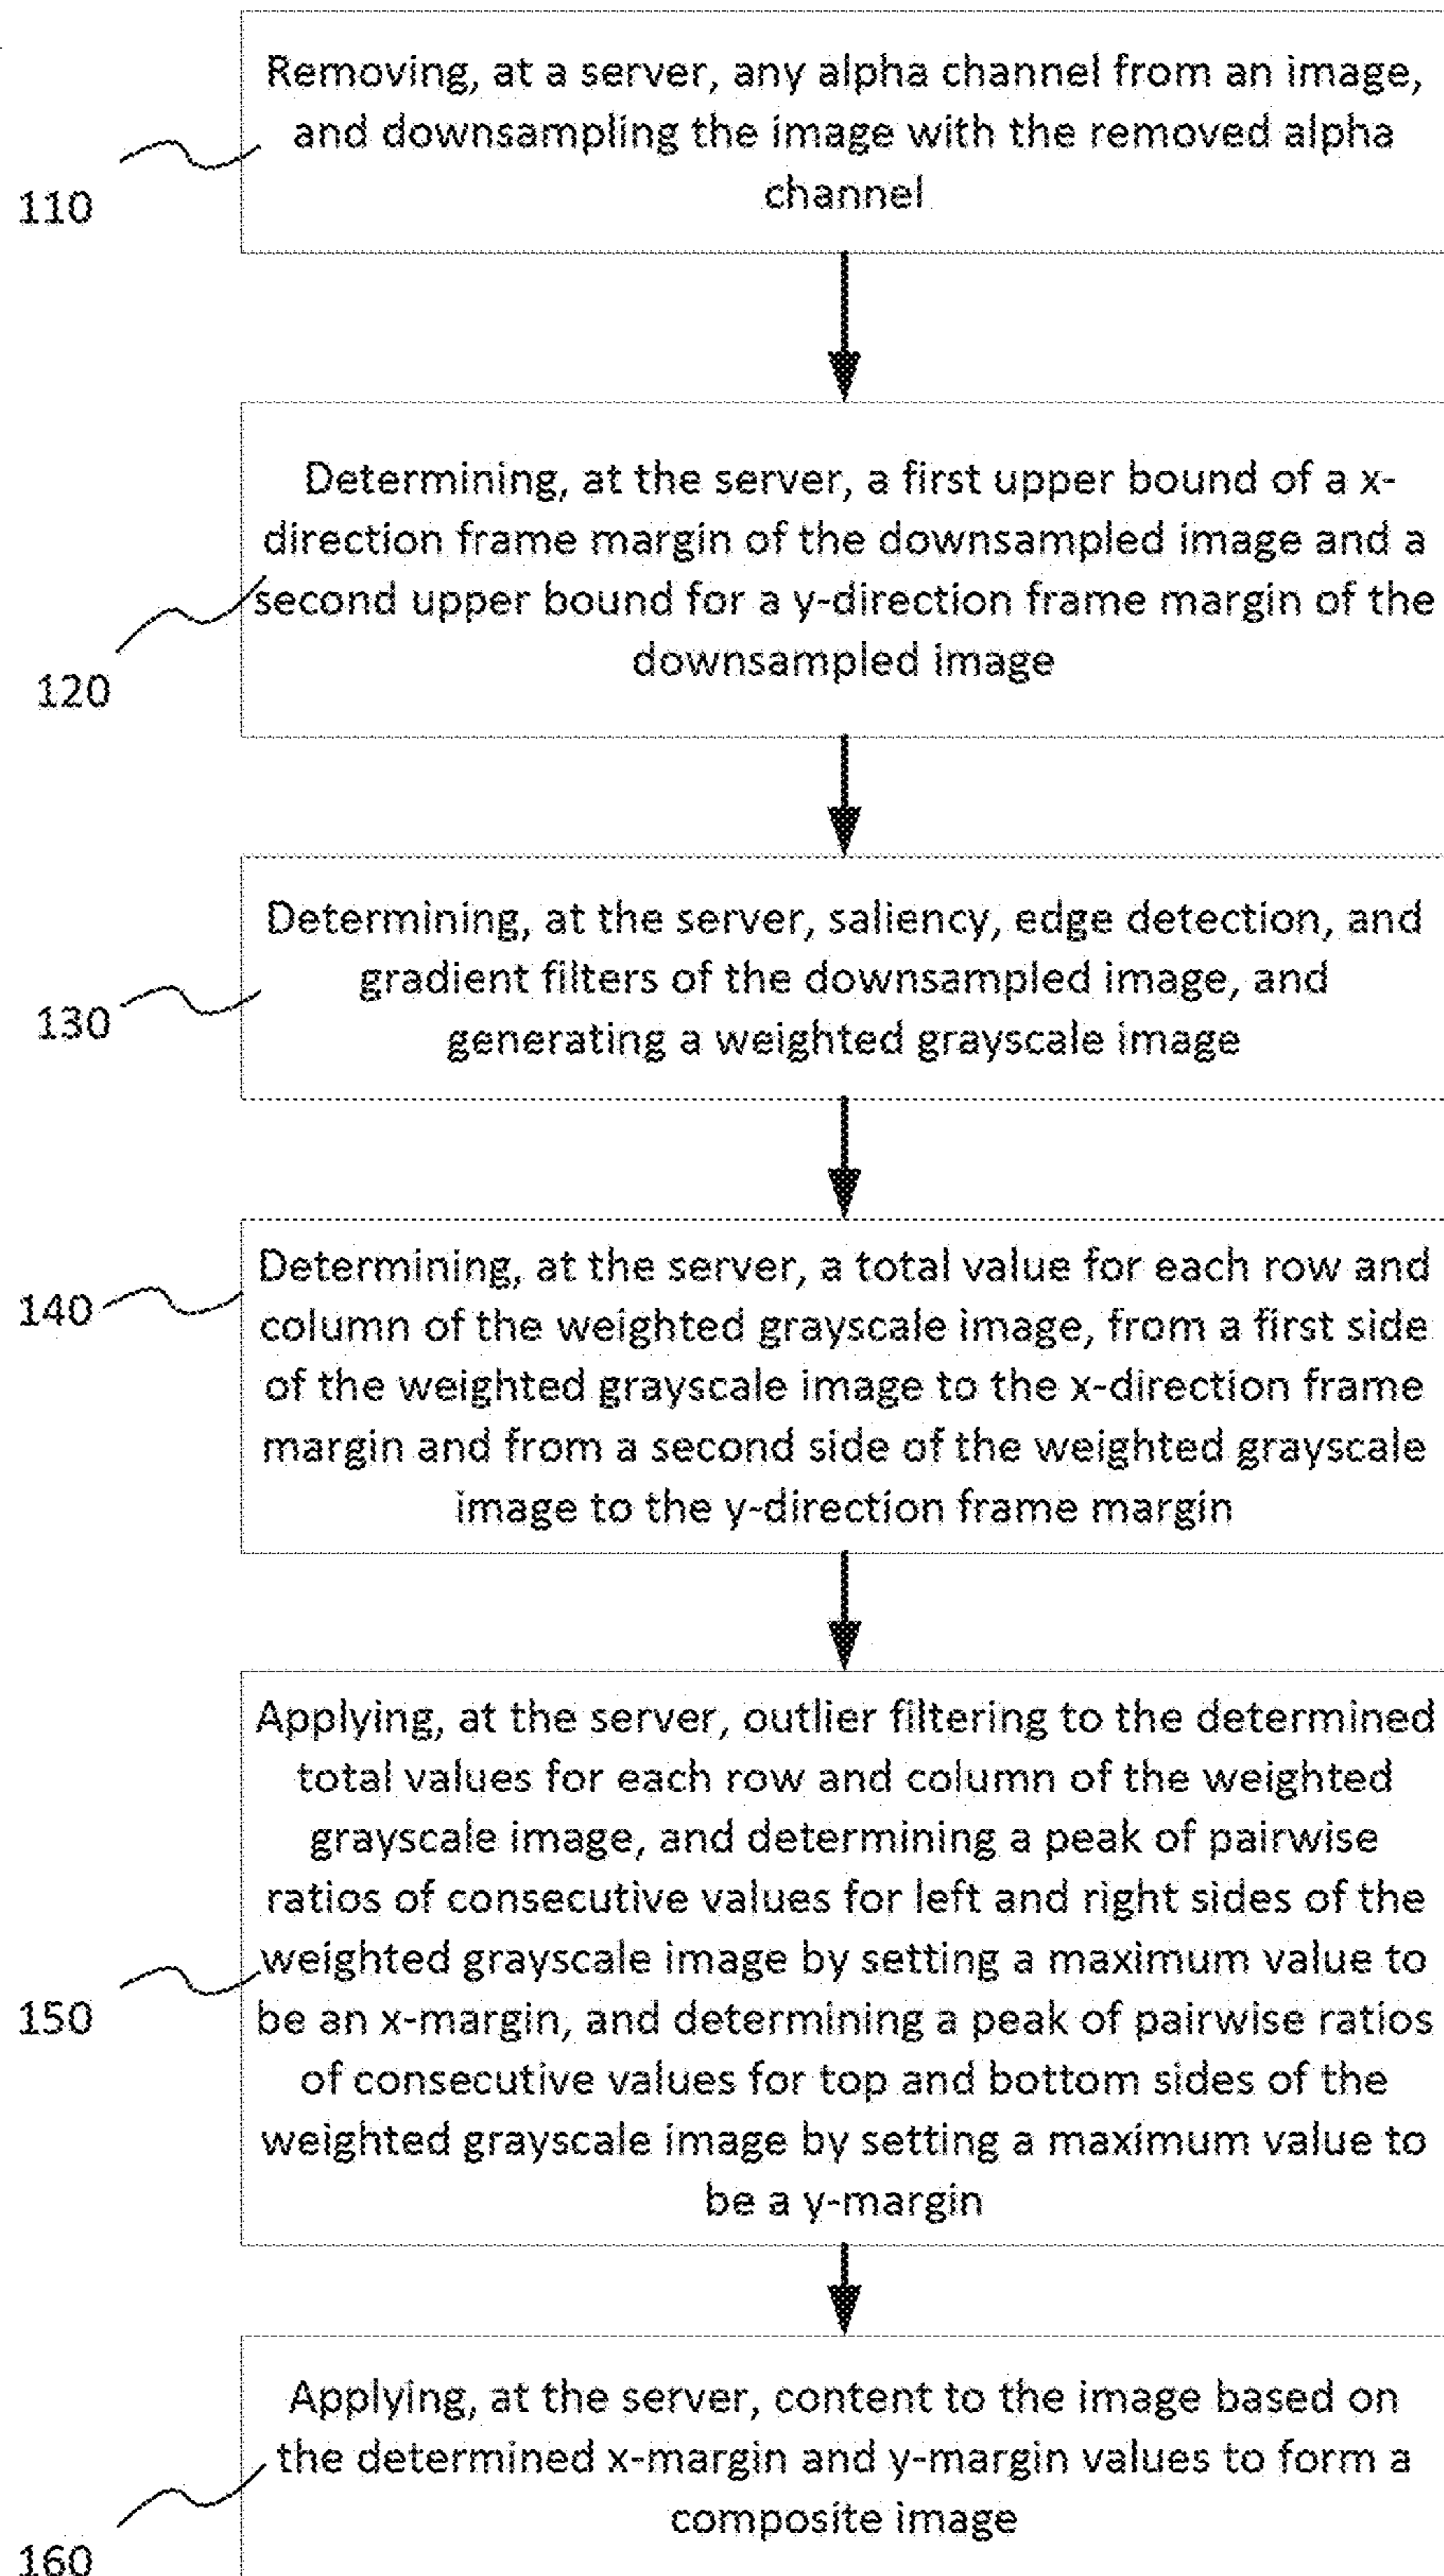 Removing, at a server, any alpha channel from an image,
and downsampling the image with the removed alpha
channel
110
Determining, at the server, a first upper bound of a x-
direction frame margin of the downsampled image and a
second upper bound for a y-direction frame margin of the
downsampled image
120
Determining, at the server, saliency, edge detection, and
gradient filters of the downsampled image, and
generating a weighted grayscale image
130
Determining, at the server, a total value for each row and
column of the weighted grayscale image, from a first side
of the weighted grayscale image to the x-direction frame
margin and from a second side of the weighted grayscale
image to the y-direction frame margin
140
Applying, at the server, outlier filtering to the determined
total values for each row and column of the weighted
grayscale image, and determining a peak of pairwise
ratios of consecutive values for left and right sides of the
weighted grayscale image by setting a maximum value to
be an x-margin, and determining a peak of pairwise ratios
of consecutive values for top and bottom sides of the
weighted grayscale image by setting a maximum value to
be a y-margin
150
Applying, at the server, content to the image based on
the determined x-margin and y-margin values to form a
composite image
160